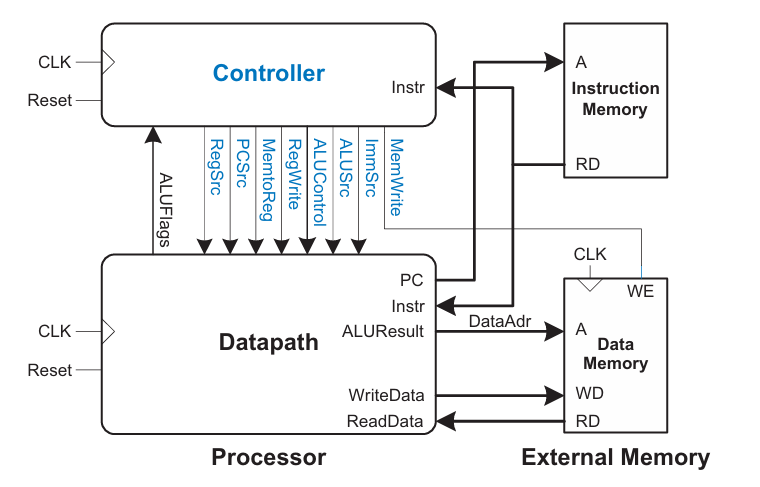 CLK
Controller
A
Instr
Instruction
Memory
Reset
RD
ALUFlags
RegSrc
PCSrc
MemtoReg
RegWrite
ALUControl
ALUSrc
ImmSrc
MemWrite
CLK
WE
PC
Instr
DataAdr
CLK
Datapath
ALUResult
A
Data
Memory
Reset
WriteData
WD
ReadData
RD
Processor
External Memory